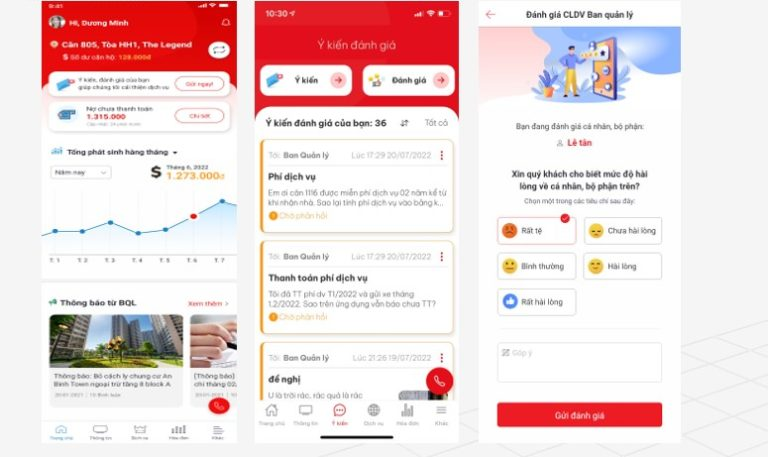 9:41
Hi, Dương Minh
Căn 805, Tòa HH1, The Legend
$ Số dư căn hộ: 128.000đ
Ý kiến, đánh giá của bạn
giúp chúng tôi cải thiện dịch vụ
Gửi ngay!
Nợ chưa thanh toán
1.315.000
Chi tiết
Tổng phát sinh hàng tháng
Năm nay
Tháng 6, 2022
$ 1.273.000đ
T. 1 T. 2 T. 3 T. 4 T. 5 T. 6 T. 7
Thông báo từ BQL
Xem thêm >
Thông báo: Bỏ cách ly chung cư An
Bình Town ngoại trừ tầng 8 block A
20-01-2021 | 10 Bình luận
(Thông báo)
chi tháng 02,
20-01-2021
Trang chủ
Thông tin
Dịch vụ
Hóa đơn
Khác
10:30
Ý kiến đánh giá
Ý kiến
Đánh giá
Ý kiến đánh giá của bạn: 36
Tất cả
Tới: Ban Quản lý
Lúc 17:29 20/07/2022
Phí dịch vụ
Em ơi căn 1116 được miễn phí dịch vụ 02 năm kể từ
khi nhận nhà. Sao lại tính phí dịch vụ vào bảng k...
Chờ phản hồi
Tới: Ban Quản lý
Lúc 17:29 20/07/2022
Thanh toán phí dịch vụ
Tôi đã TT phí dv T1/2022 và gửi xe tháng
1.2/2022. Sao trên ứng dụng vẫn báo chưa TT?
Chờ phản hồi
Tới: Ban Quản lý
Lúc 21:26 19/07/2022
đề nghị
U là trời rác, rác quá là rác
Trang chủ
Thông tin
Ý kiến
Dịch vụ
Hóa đơn
Khác
Đánh giá CLDV Ban quản lý
Bạn đang đánh giá cá nhân, bộ phận:
Lễ tân
Xin quý khách cho biết mức độ hài
lòng về cá nhân, bộ phận trên?
Chọn một trong các tiêu chí sau đây:
Rất tệ
Chưa hài lòng
Bình thường
Hài lòng
Rất hài lòng
Góp ý
Gửi đánh giá